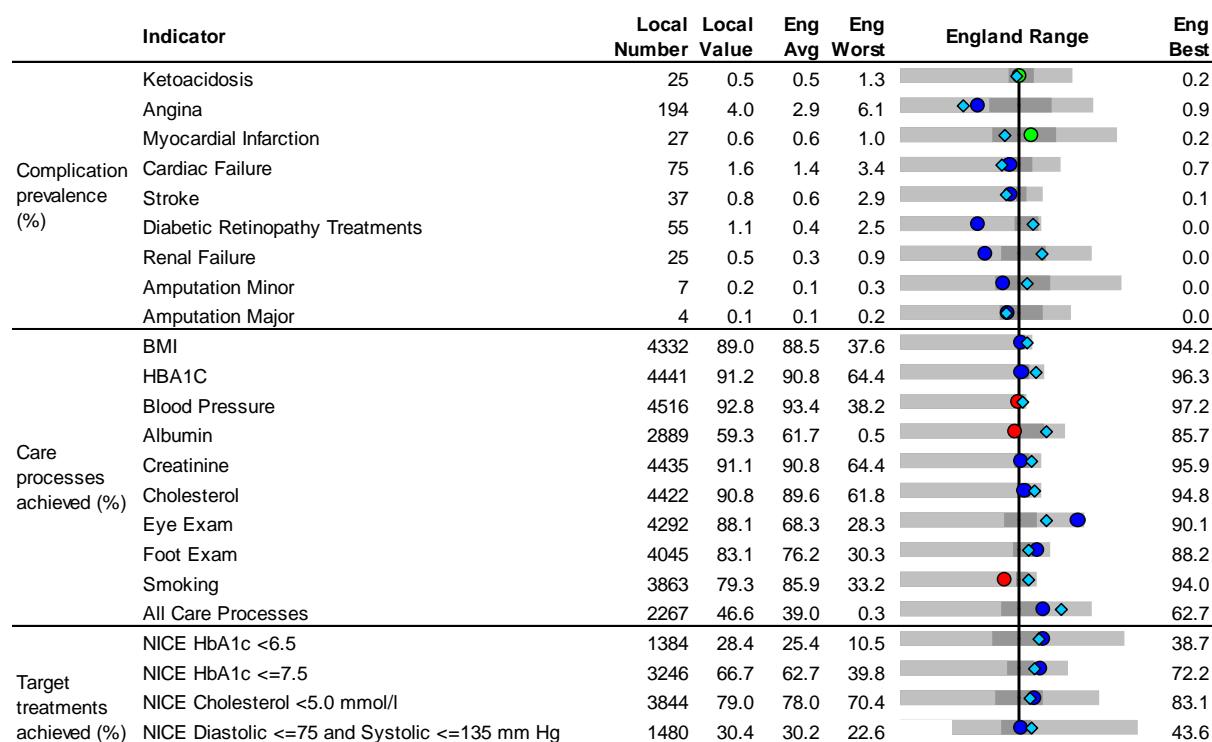 Indicator Local Number Local Value Eng Avg Eng Worst England Range Eng Best
Complication prevalence (%)
Ketoacidosis 25 0.5 0.5 1.3 0.2
Angina 194 4.0 2.9 6.1 0.9
Myocardial Infarction 27 0.6 0.6 1.0 0.2
Cardiac Failure 75 1.6 1.4 3.4 0.7
Stroke 37 0.8 0.6 2.9 0.1
Diabetic Retinopathy Treatments 55 1.1 0.4 2.5 0.0
Renal Failure 25 0.5 0.3 0.9 0.0
Amputation Minor 7 0.2 0.1 0.3 0.0
Amputation Major 4 0.1 0.1 0.2 0.0
Care processes achieved (%)
BMI 4332 89.0 88.5 37.6 94.2
HBA1C 4441 91.2 90.8 64.4 96.3
Blood Pressure 4516 92.8 93.4 38.2 97.2
Albumin 2889 59.3 61.7 0.5 85.7
Creatinine 4435 91.1 90.8 64.4 95.9
Cholesterol 4422 90.8 89.6 61.8 94.8
Eye Exam 4292 88.1 68.3 28.3 90.1
Foot Exam 4045 83.1 76.2 30.3 88.2
Smoking 3863 79.3 85.9 33.2 94.0
All Care Processes 2267 46.6 39.0 0.3 62.7
Target treatments achieved (%)
NICE HbA1c <6.5 1384 28.4 25.4 10.5 38.7
NICE HbA1c <=7.5 3246 66.7 62.7 39.8 72.2
NICE Cholesterol <5.0 mmol/l 3844 79.0 78.0 70.4 83.1
NICE Diastolic <=75 and Systolic <=135 mm Hg 1480 30.4 30.2 22.6 43.6